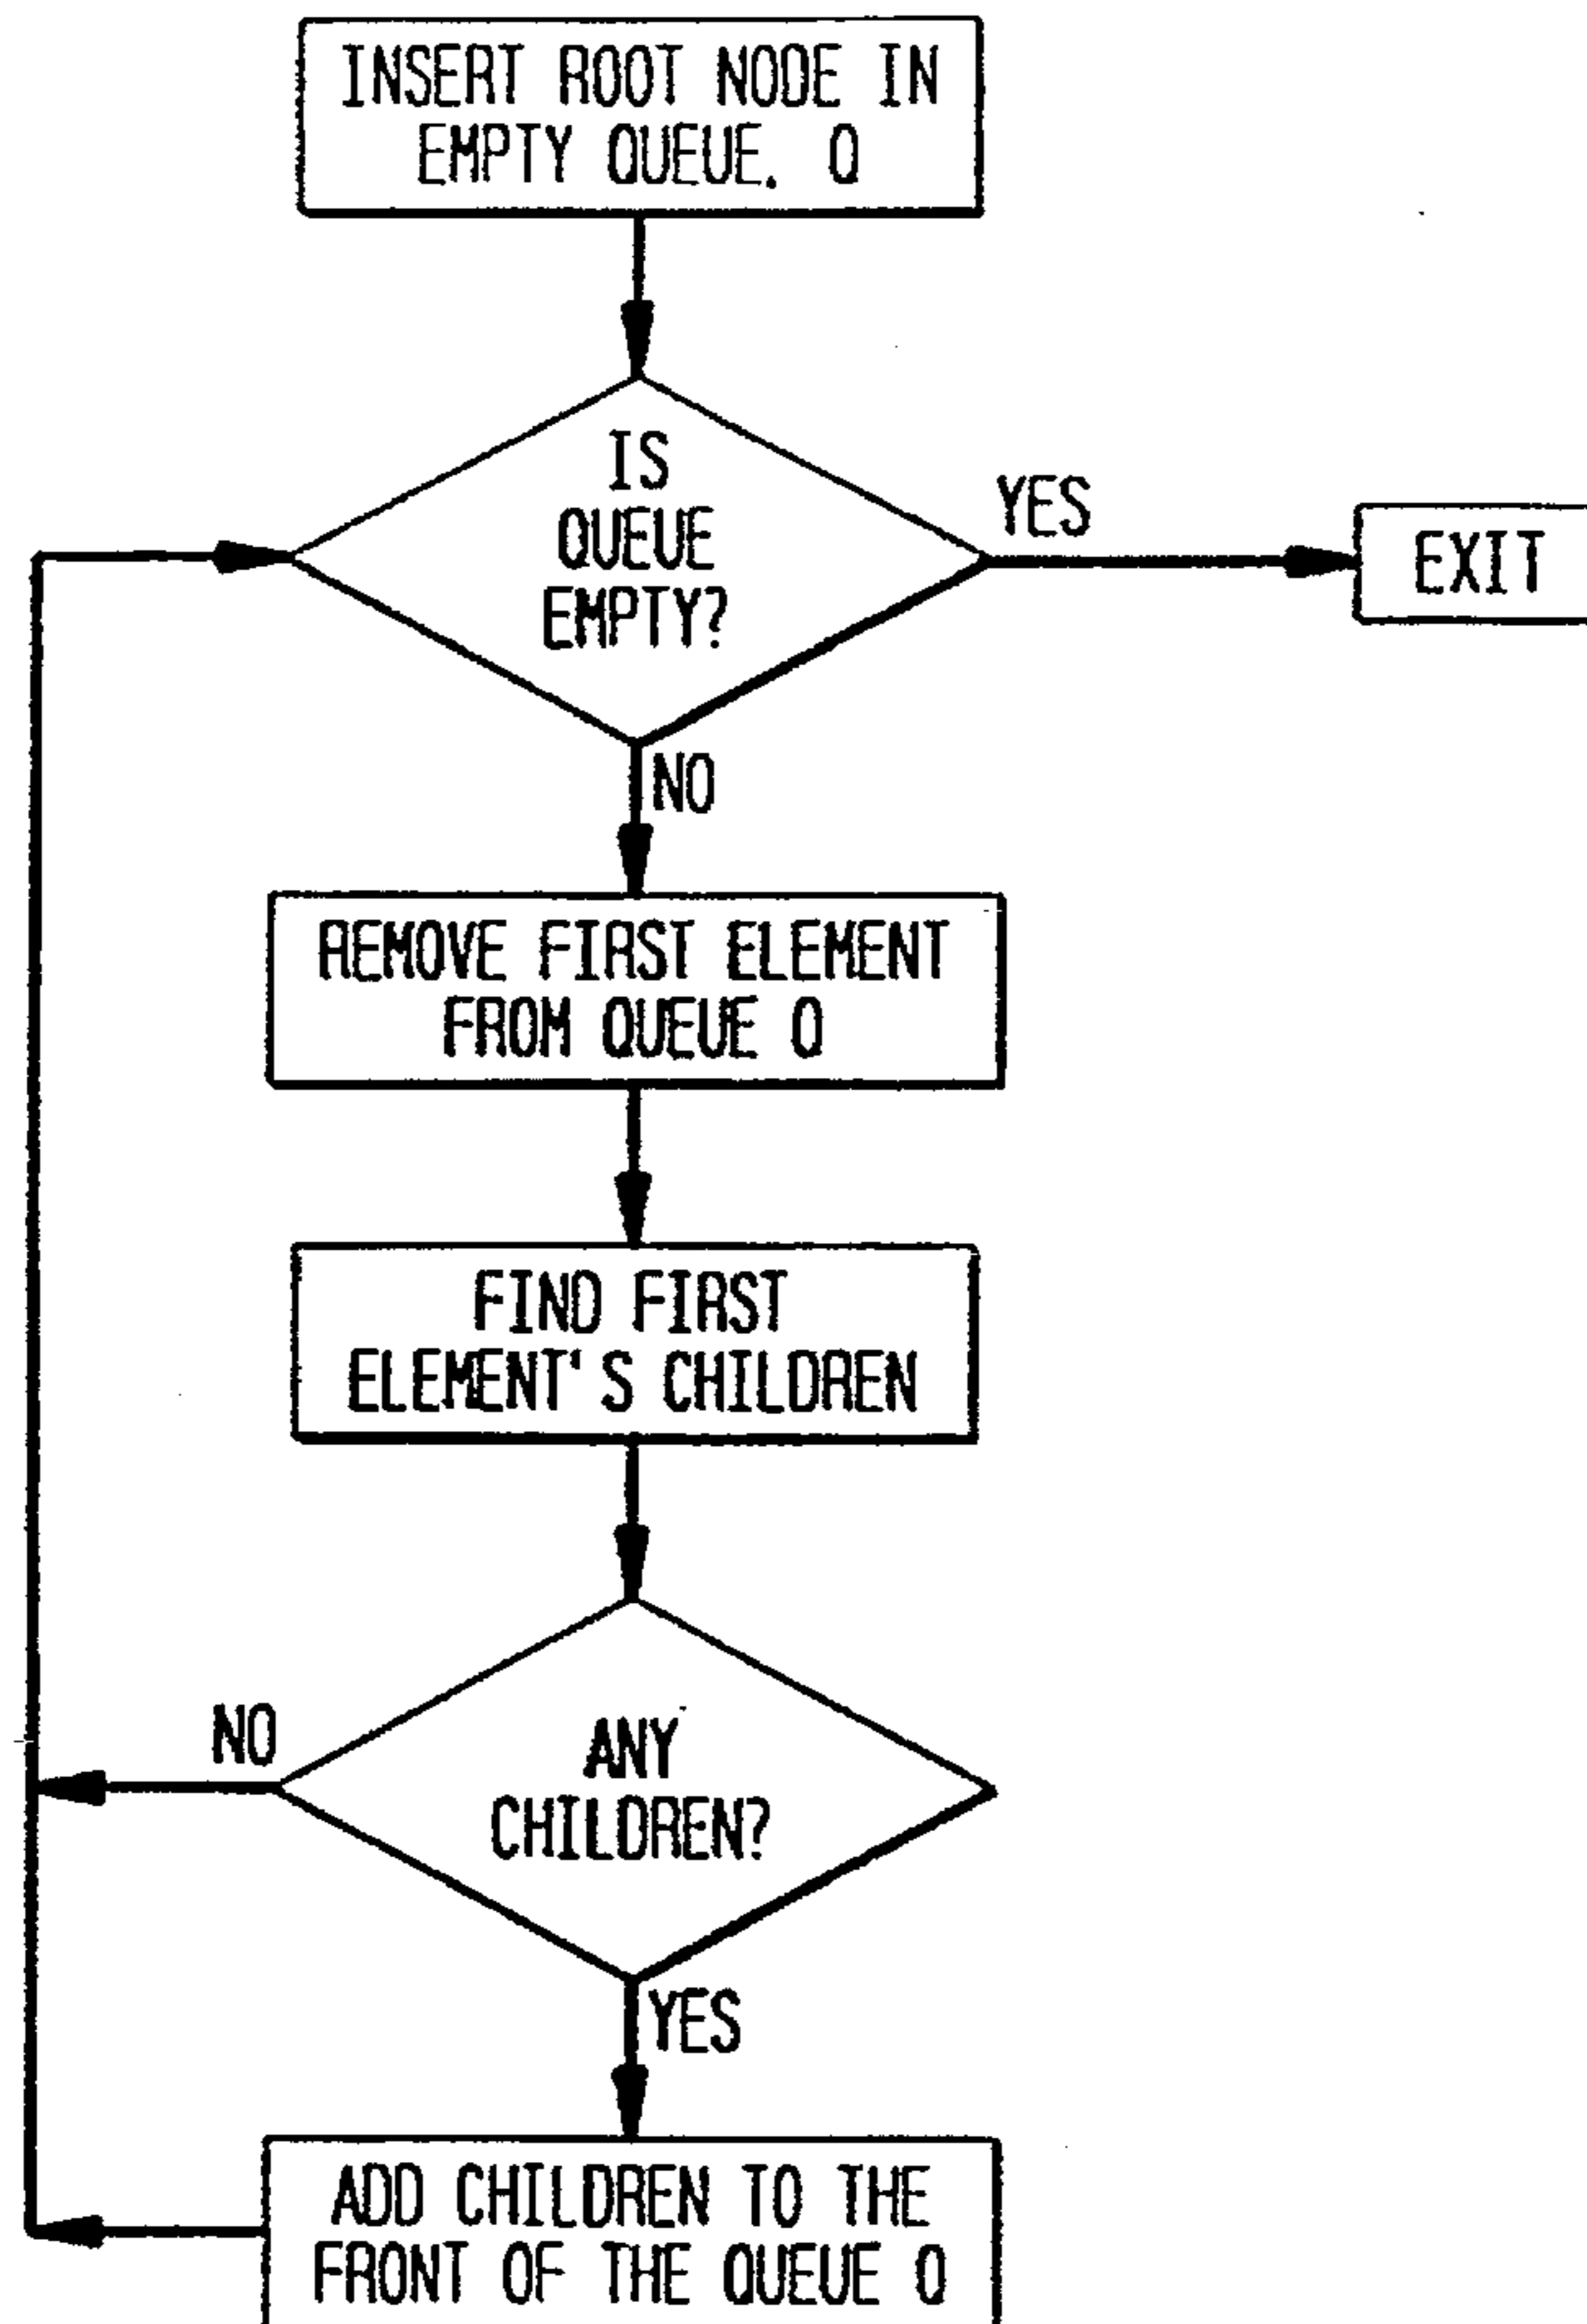 INSERT ROOT NODE IN
EMPTY QUEUE. Q
IS
QUEUE
EMPTY?
YES
EXIT
NO
REMOVE FIRST ELEMENT
FROM QUEUE Q
FIND FIRST
ELEMENT'S CHILDREN
NO
ANY
CHILDREN?
YES
ADD CHILDREN TO THE
FRONT OF THE QUEUE Q